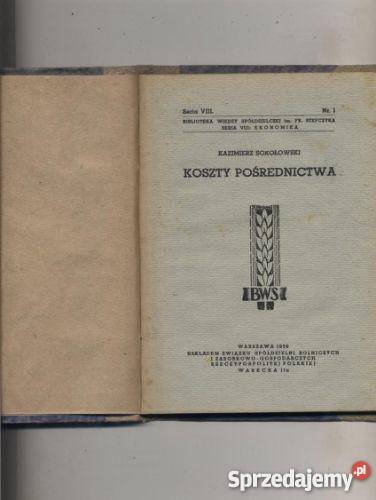 Seria VIII. Nr. 1
BIBLIOTEKA WIEDZY SPÓŁDZIELCZEJ im. FR. STEFCZYKA
SERIA VIII: EKONOMIKA
KAZIMIERZ SOKOŁOWSKI
KOSZTY POŚREDNICTWA
BWS
WARSZAWA 1936
NAKŁADEM ZWIĄZKU SPÓŁDZIELNI ROLNICZYCH
I ZAROBKOWO-GOSPODARCZYCH
RZECZYPOSPOLITEJ POLSKIEJ
WARECKA 11a
Sprzedajemy.pl